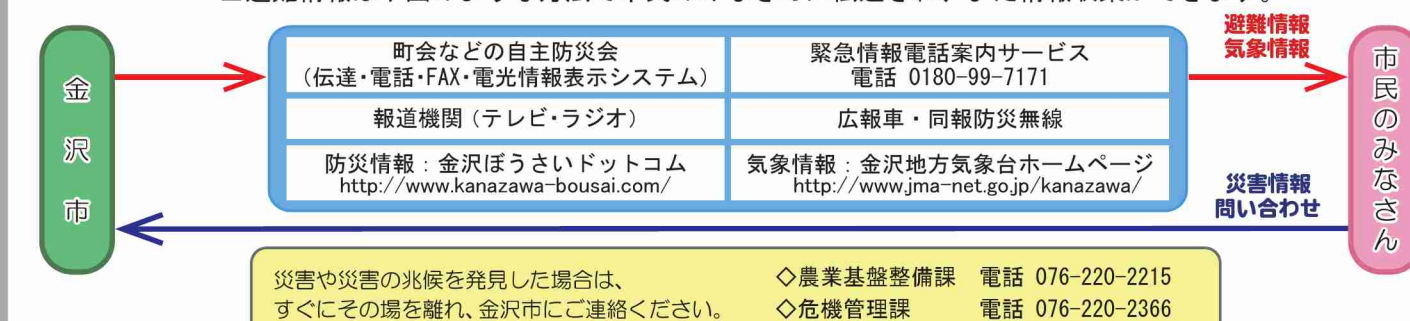 避難情報
気象情報
金沢市
町会などの自主防災会
(伝達・電話・FAX・電光情報表示システム)
緊急情報電話案内サービス
電話 0180-99-7171
報道機関(テレビ・ラジオ)
広報車・同報防災無線
防災情報:金沢ぼうさいドットコム
http://www.kanazawa-bousai.com/
気象情報:金沢地方気象台ホームページ
http://www.jma-net.go.jp/kanazawa/
市民のみなさん
災害情報
問い合わせ
災害や災害の兆候を発見した場合は、
すぐにその場を離れ、金沢市にご連絡ください。
◇農業基盤整備課 電話 076-220-2215
◇危機管理課 電話 076-220-2366